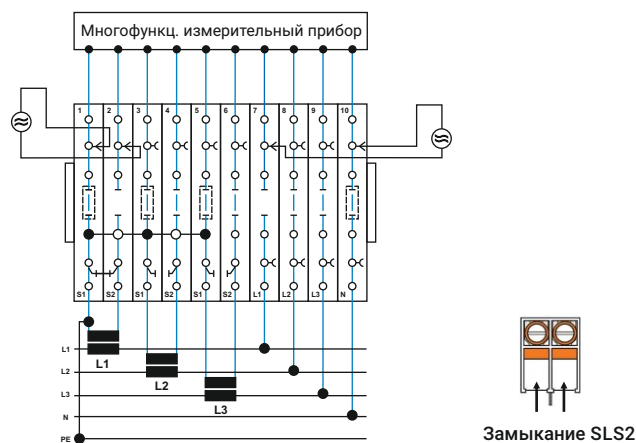 Многофункц. измерительный прибор
1 2 3 4 5 6 7 8 9 10
S1 S2 S1 S2 S1 S2 L1 L2 L3 N
L1
L1
L2
L2
L3
L3
N
PE
Замыкание SLS2